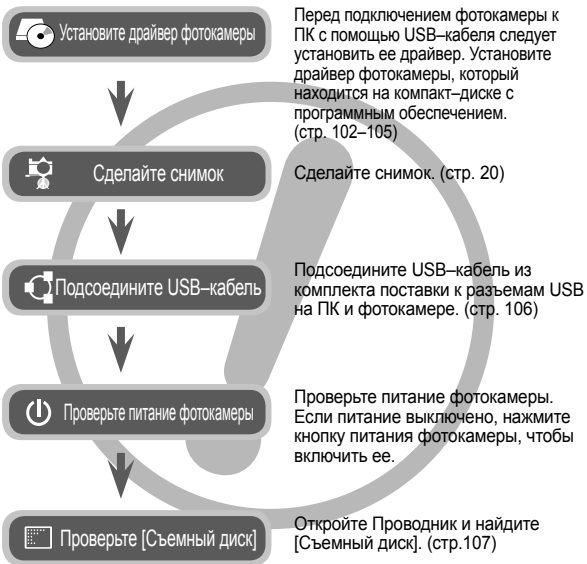 Установите драйвер фотокамеры
Перед подключением фотокамеры к
ПК с помощью USB–кабеля следует
установить ее драйвер. Установите
драйвер фотокамеры, который
находится на компакт–диске с
программным обеспечением.
(стр. 102–105)
Сделайте снимок
Сделайте снимок. (стр. 20)
Подсоедините USB–кабель
Подсоедините USB–кабель из
комплекта поставки к разъемам USB
на ПК и фотокамере. (стр. 106)
Проверьте питание фотокамеры
Проверьте питание фотокамеры.
Если питание выключено, нажмите
кнопку питания фотокамеры, чтобы
включить ее.
Проверьте [Съемный диск]
Откройте Проводник и найдите
[Съемный диск]. (стр.107)